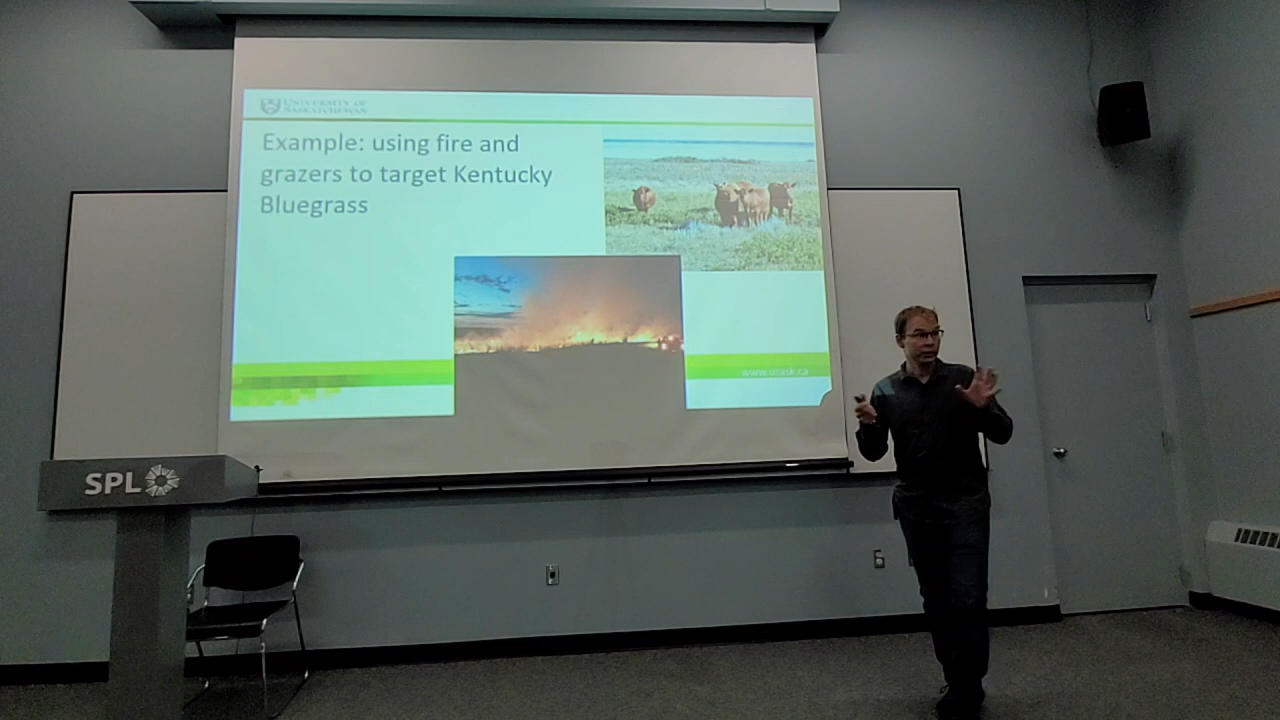 UNIVERSITY OF
SASKATCHEWAN
Example: using fire and
grazers to target Kentucky
Bluegrass
www.usask.ca
SPL